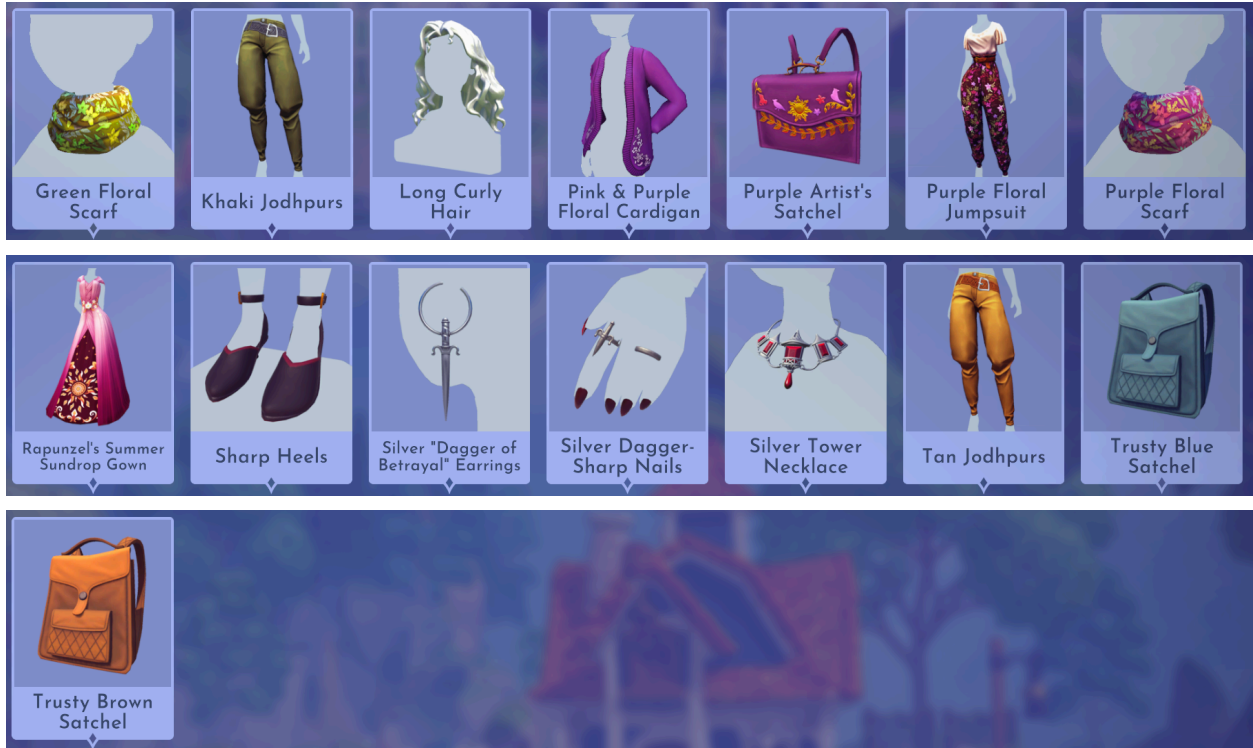 Green Floral
Scarf
Khaki Jodhpurs
Long Curly
Hair
Pink & Purple
Floral Cardigan
Purple Artist's
Satchel
Purple Floral
Jumpsuit
Purple Floral
Scarf
Rapunzel's Summer
Sundrop Gown
Sharp Heels
Silver "Dagger of
Betrayal" Earrings
Silver Dagger-
Sharp Nails
Silver Tower
Necklace
Tan Jodhpurs
Trusty Blue
Satchel
Trusty Brown
Satchel